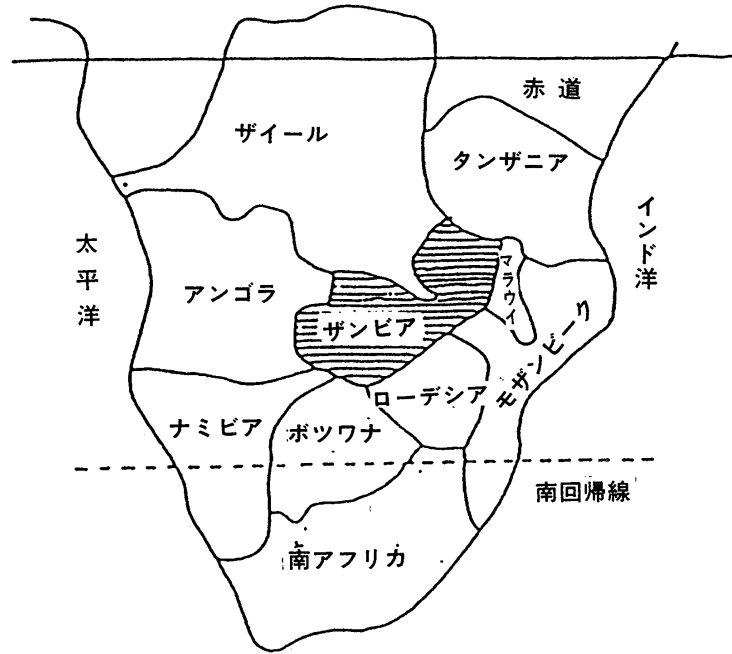 赤道
ザイール
タンザニア
インド洋
太平洋
マラウイ
アンゴラ
ザンビア
モザンビーク
ローデシア
ナミビア
ボツワナ
南回帰線
南アフリカ